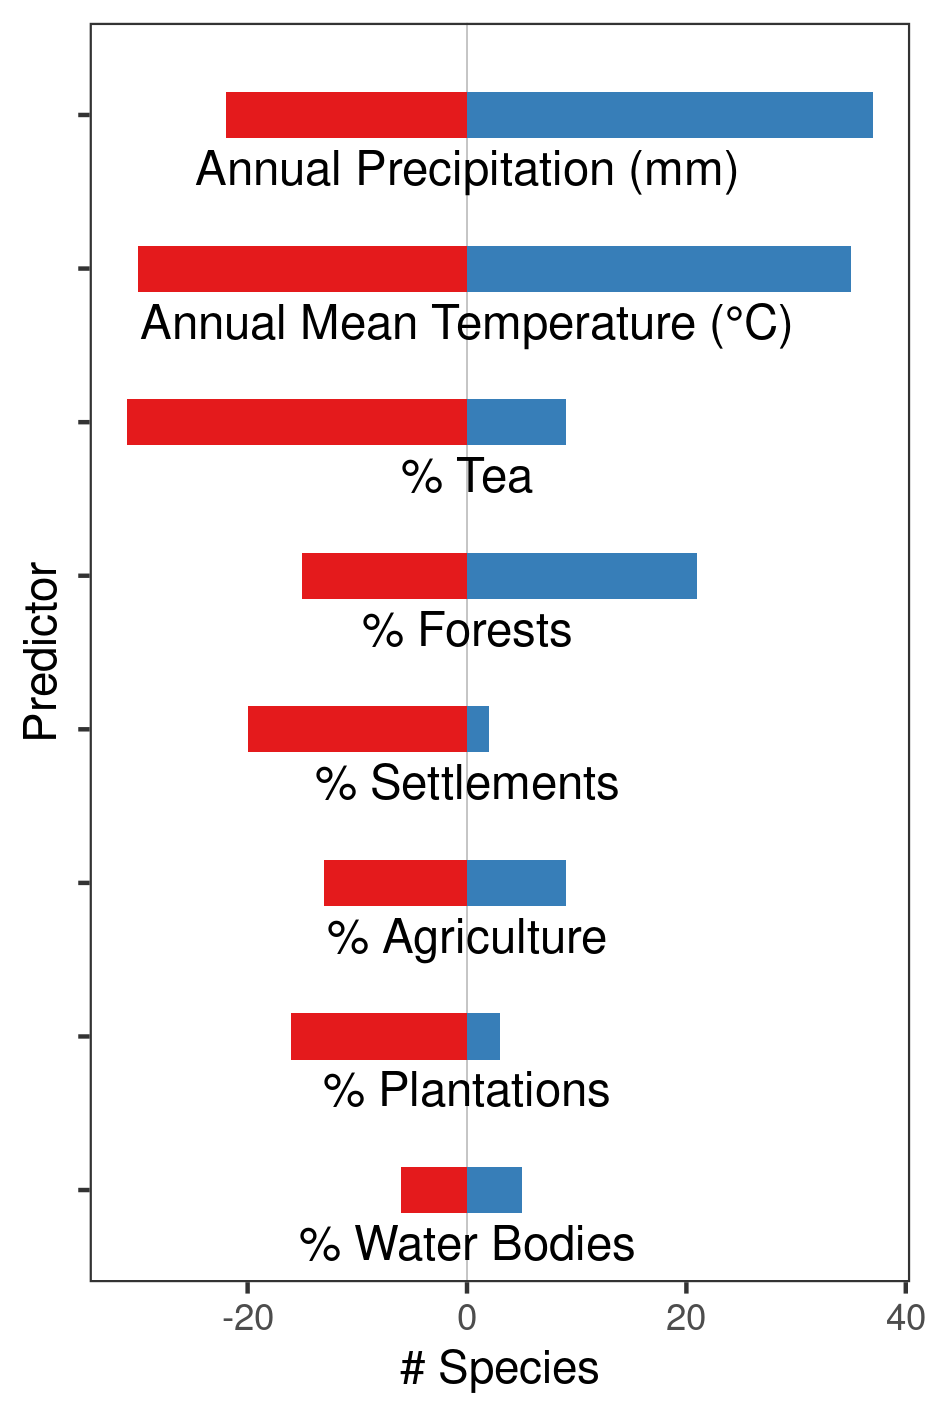 Annual Precipitation (mm)
Annual Mean Temperature (°C)
% Tea
% Forests
% Settlements
% Agriculture
% Plantations
% Water Bodies
Predictor
-20 0 20 40
# Species